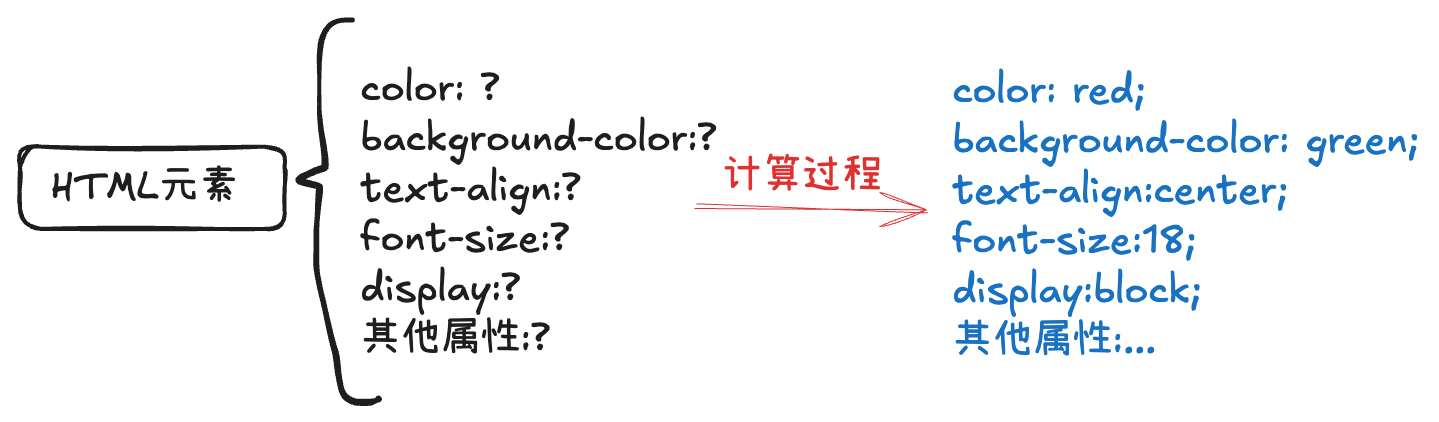 HTML元素
color: ?
background-color:?
text-align:?
font-size:?
display:?
其他属性:?
计算过程
color: red;
background-color: green;
text-align:center;
font-size:18;
display:block;
其他属性:...